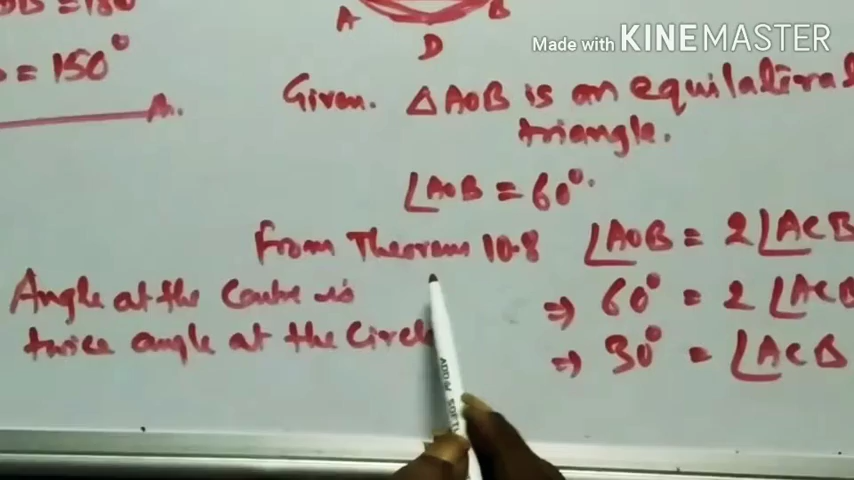 = 150°
A B
D
Made with KINEMASTER
Given. △AOB is an equilateral
triangle.
∠AOB = 60°.
From Theorem 10.8 ∠AOB = 2∠ACB
Angle at the Centre is ⇒ 60° = 2∠ACB
twice angle at the Circle ⇒ 30° = ∠ACB